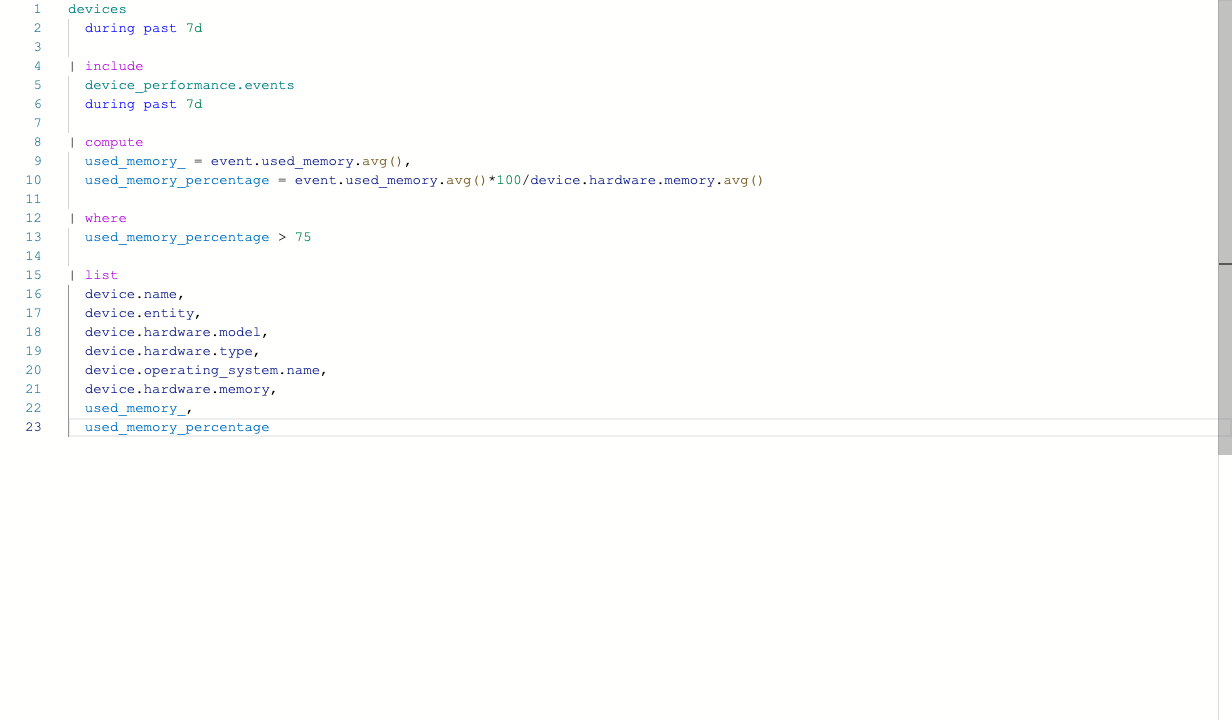 1 devices
2 during past 7d
3
4 | include
5 device_performance.events
6 during past 7d
7
8 | compute
9 used_memory_ = event.used_memory.avg(),
10 used_memory_percentage = event.used_memory.avg()*100/device.hardware.memory.avg()
11
12 | where
13 used_memory_percentage > 75
14
15 | list
16 device.name,
17 device.entity,
18 device.hardware.model,
19 device.hardware.type,
20 device.operating_system.name,
21 device.hardware.memory,
22 used_memory_,
23 used_memory_percentage